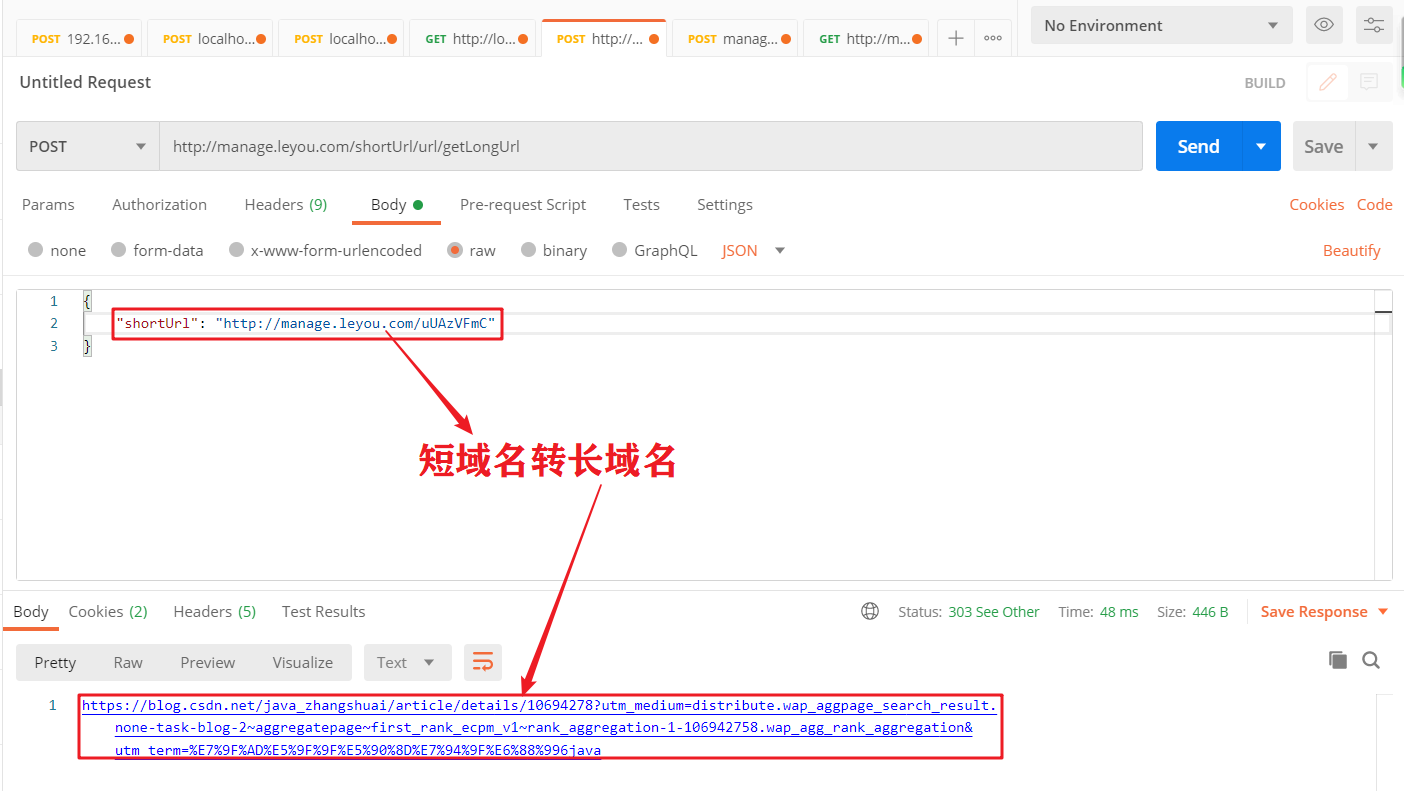 POST 192.16...
POST localho...
POST localho...
GET http://lo...
POST http://...
POST manag...
GET http://m...
No Environment
Untitled Request
BUILD
POST
http://manage.leyou.com/shortUrl/url/getLongUrl
Send
Save
Params
Authorization
Headers (9)
Body
Pre-request Script
Tests
Settings
Cookies
Code
none
form-data
x-www-form-urlencoded
raw
binary
GraphQL
JSON
Beautify
1 {
2 "shortUrl": "http://manage.leyou.com/uUAzVFmC"
3 }
短域名转长域名
Body
Cookies (2)
Headers (5)
Test Results
Status: 303 See Other
Time: 48 ms
Size: 446 B
Save Response
Pretty
Raw
Preview
Visualize
Text
1 https://blog.csdn.net/java_zhangshuai/article/details/10694278?utm_medium=distribute.wap_aggpage_search_result.
none-task-blog-2~aggregatepage~first_rank_ecpm_v1~rank_aggregation-1-106942758.wap_agg_rank_aggregation&
utm_term=%E7%9F%AD%E5%9F%9F%E5%90%8D%E7%94%9F%E6%88%996java